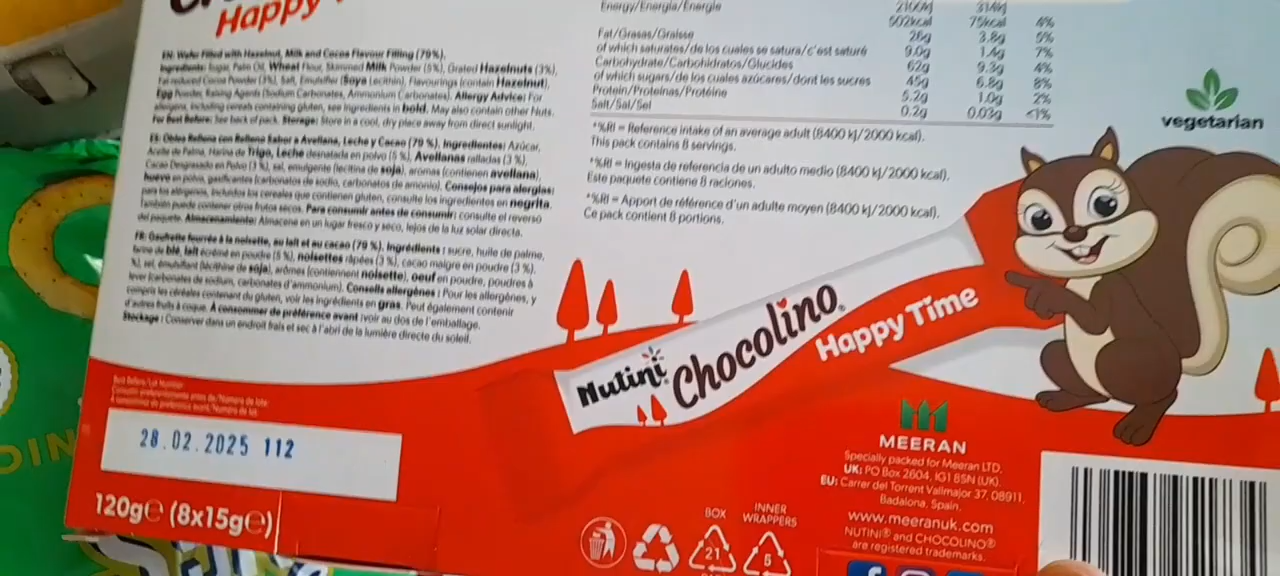 Happy
EN: Wafer Filled with Hazelnut, Milk and Cocoa Flavour Filling (79%).
Ingredients: Sugar, Palm Oil, Wheat Flour, Skimmed Milk Powder (5%), Grated Hazelnuts (3%),
Fat reduced Cocoa Powder (3%), Salt, Emulsifier (Soya Lecithin), Flavourings (contain Hazelnut),
Egg Powder, Raising Agents (Sodium Carbonates, Ammonium Carbonates). Allergy Advice: For
allergens, including cereals containing gluten, see ingredients in bold. May also contain other Nuts.
For Best Before: See back of pack. Storage: Store in a cool, dry place away from direct sunlight.
ES: Oblea Rellena con Relleno Sabor a Avellana, Leche y Cacao (79 %). Ingredientes: Azúcar,
Aceite de Palma, Harina de Trigo, Leche desnatada en polvo (5 %), Avellanas ralladas (3 %),
Cacao Desgrasado en Polvo (3 %), sal, emulgente (lecitina de soja), aromas (contienen avellana),
huevo en polvo, gasificantes (carbonatos de sodio, carbonatos de amonio). Consejos para alergias:
para los alérgenos, incluidos los cereales que contienen gluten, consulte los ingredientes en negrita.
También puede contener otros frutos secos. Para consumir antes de consumir: consulte el reverso
del paquete. Almacenamiento: Almacene en un lugar fresco y seco, lejos de la luz solar directa.
FR: Gaufrette fourrée à la noisette, au lait et au cacao (79 %). Ingrédients : sucre, huile de palme,
farine de blé, lait écrémé en poudre (5 %), noisettes râpées (3 %), cacao maigre en poudre (3 %),
sel, émulsifiant (lécithine de soja), arômes (contiennent noisette), oeuf en poudre, poudres à
lever (carbonates de sodium, carbonates d'ammonium). Conseils allergènes : Pour les allergènes, y
compris les céréales contenant du gluten, voir les ingrédients en gras. Peut également contenir
d'autres fruits à coque. À consommer de préférence avant :voir au dos de l'emballage.
Stockage : Conserver dans un endroit frais et sec à l'abri de la lumière directe du soleil.
Energy/Energía/Énergie 2100kJ 314kJ
502kcal 75kcal 4%
Fat/Grasas/Graisse 26g 3.8g 5%
of which saturates/de los cuales se satura/c'est saturé 9.0g 1.4g 7%
Carbohydrate/Carbohidratos/Glucides 62g 9.3g 4%
of which sugars/de los cuales azúcares/dont les sucres 45g 6.8g 8%
Protein/Proteínas/Protéine 5.2g 1.0g 2%
Salt/Sal/Sel 0.2g 0.03g <1%
*%RI = Reference intake of an average adult (8400 kJ/2000 kcal).
This pack contains 8 servings.
*%RI = Ingesta de referencia de un adulto medio (8400 kJ/2000 kcal).
Este paquete contiene 8 raciones.
*%RI = Apport de référence d'un adulte moyen (8400 kJ/2000 kcal).
Ce pack contient 8 portions.
vegetarian
Nutini
Chocolino®
Happy Time
28.02.2025 112
120g℮ (8x15g℮)
MEERAN
Specially packed for Meeran LTD.
UK: PO Box 2604, IG1 8SN (UK).
EU: Carrer del Torrent Vallmajor 37, 08911,
Badalona, Spain.
www.meeranuk.com
NUTINI® and CHOCOLINO®
are registered trademarks.
BOX
INNER
WRAPPERS
21
5
DIN